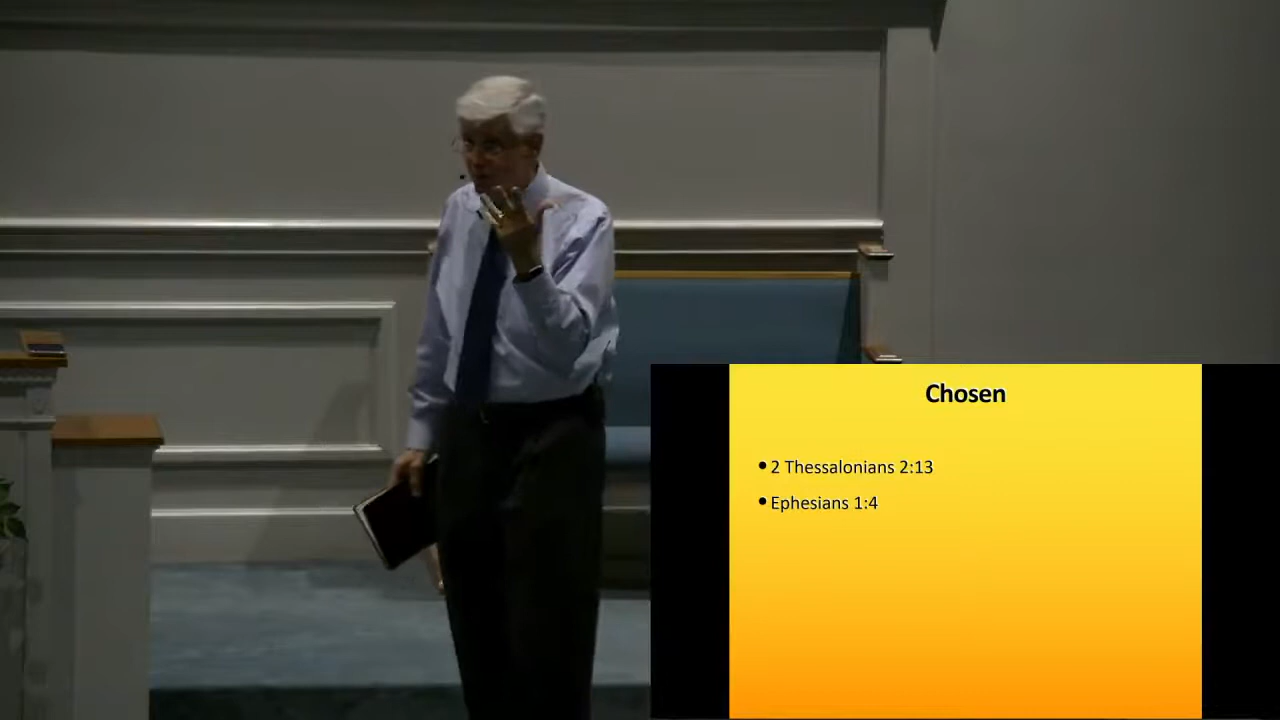 Chosen
• 2 Thessalonians 2:13
• Ephesians 1:4